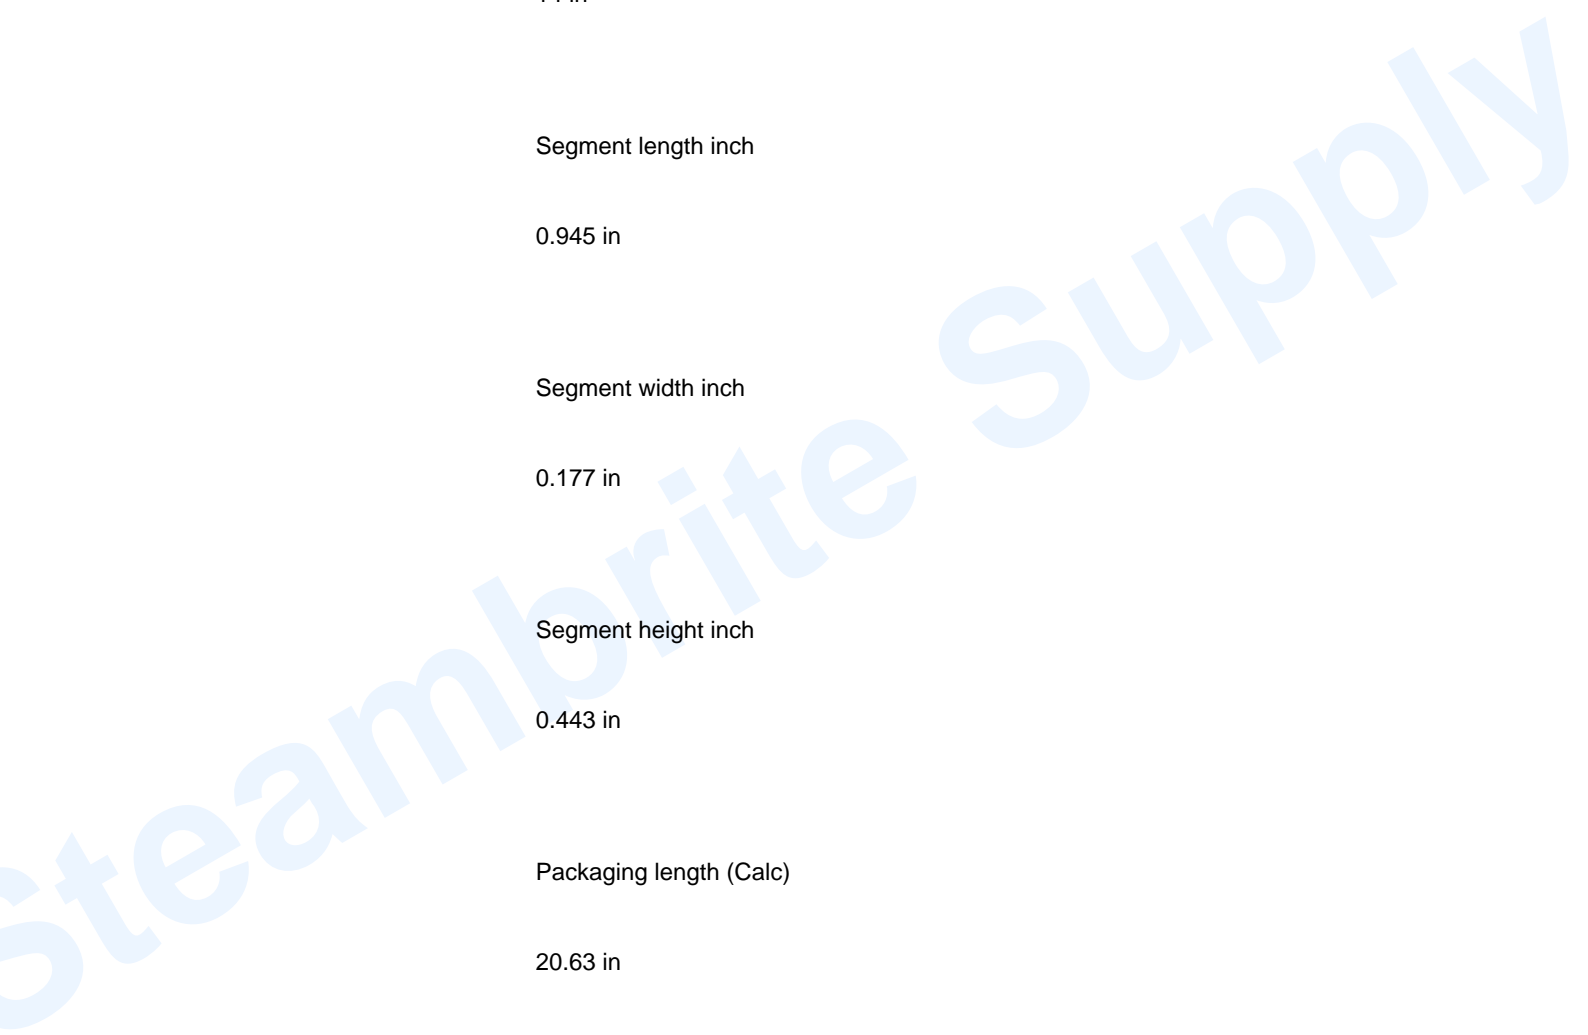 Segment length inch
0.945 in
Segment width inch
0.177 in
Segment height inch
0.443 in
Packaging length (Calc)
20.63 in
Steambrite Supply